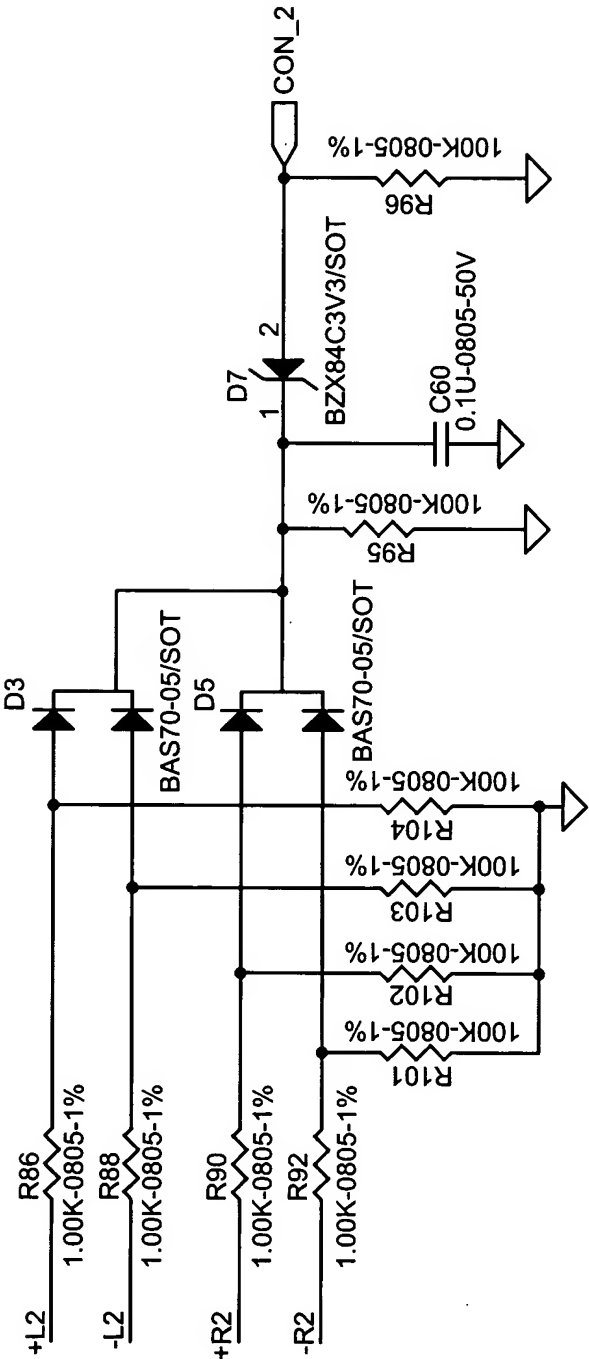 +L2
R86
1.00K-0805-1%
-L2
R88
1.00K-0805-1%
+R2
R90
1.00K-0805-1%
-R2
R92
1.00K-0805-1%
R101
100K-0805-1%
R102
100K-0805-1%
R103
100K-0805-1%
R104
100K-0805-1%
D3
BAS70-05/SOT
D5
BAS70-05/SOT
R95
100K-0805-1%
C60
0.1U-0805-50V
D7
1
2
BZX84C3V3/SOT
R96
100K-0805-1%
CON_2